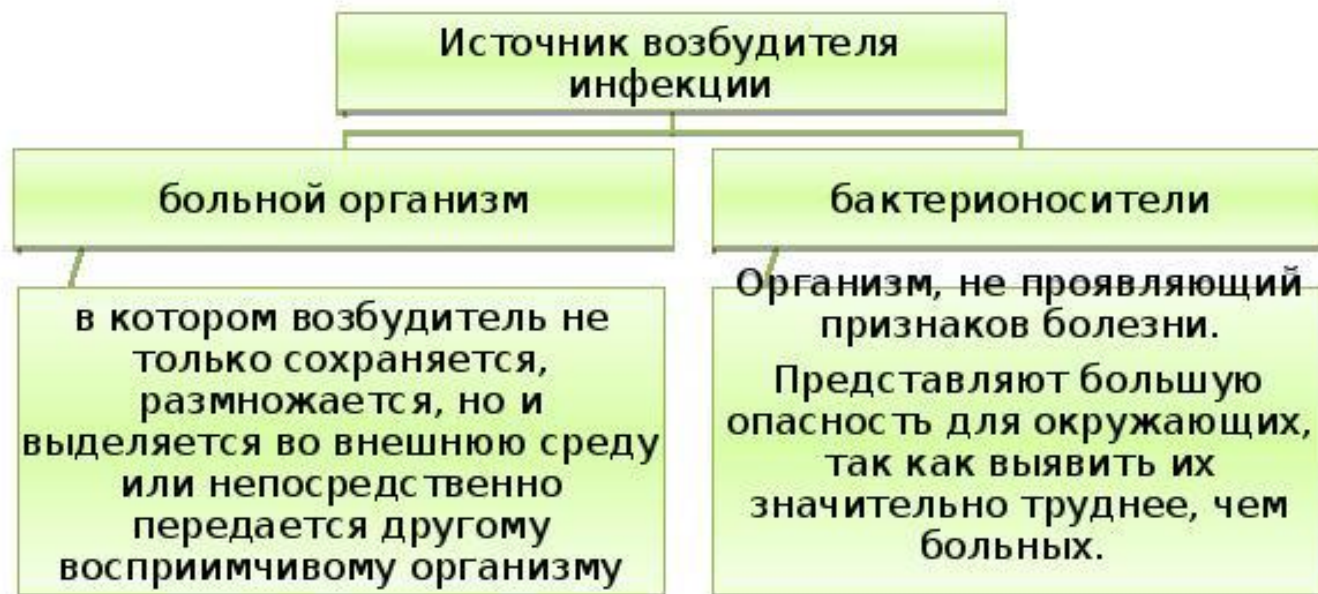 Источник возбудителя
инфекции
больной организм
бактерионосители
в котором возбудитель не
только сохраняется,
размножается, но и
выделяется во внешнюю среду
или непосредственно
передается другому
восприимчивому организму
Организм, не проявляющий
признаков болезни.
Представляют большую
опасность для окружающих,
так как выявить их
значительно труднее, чем
больных.